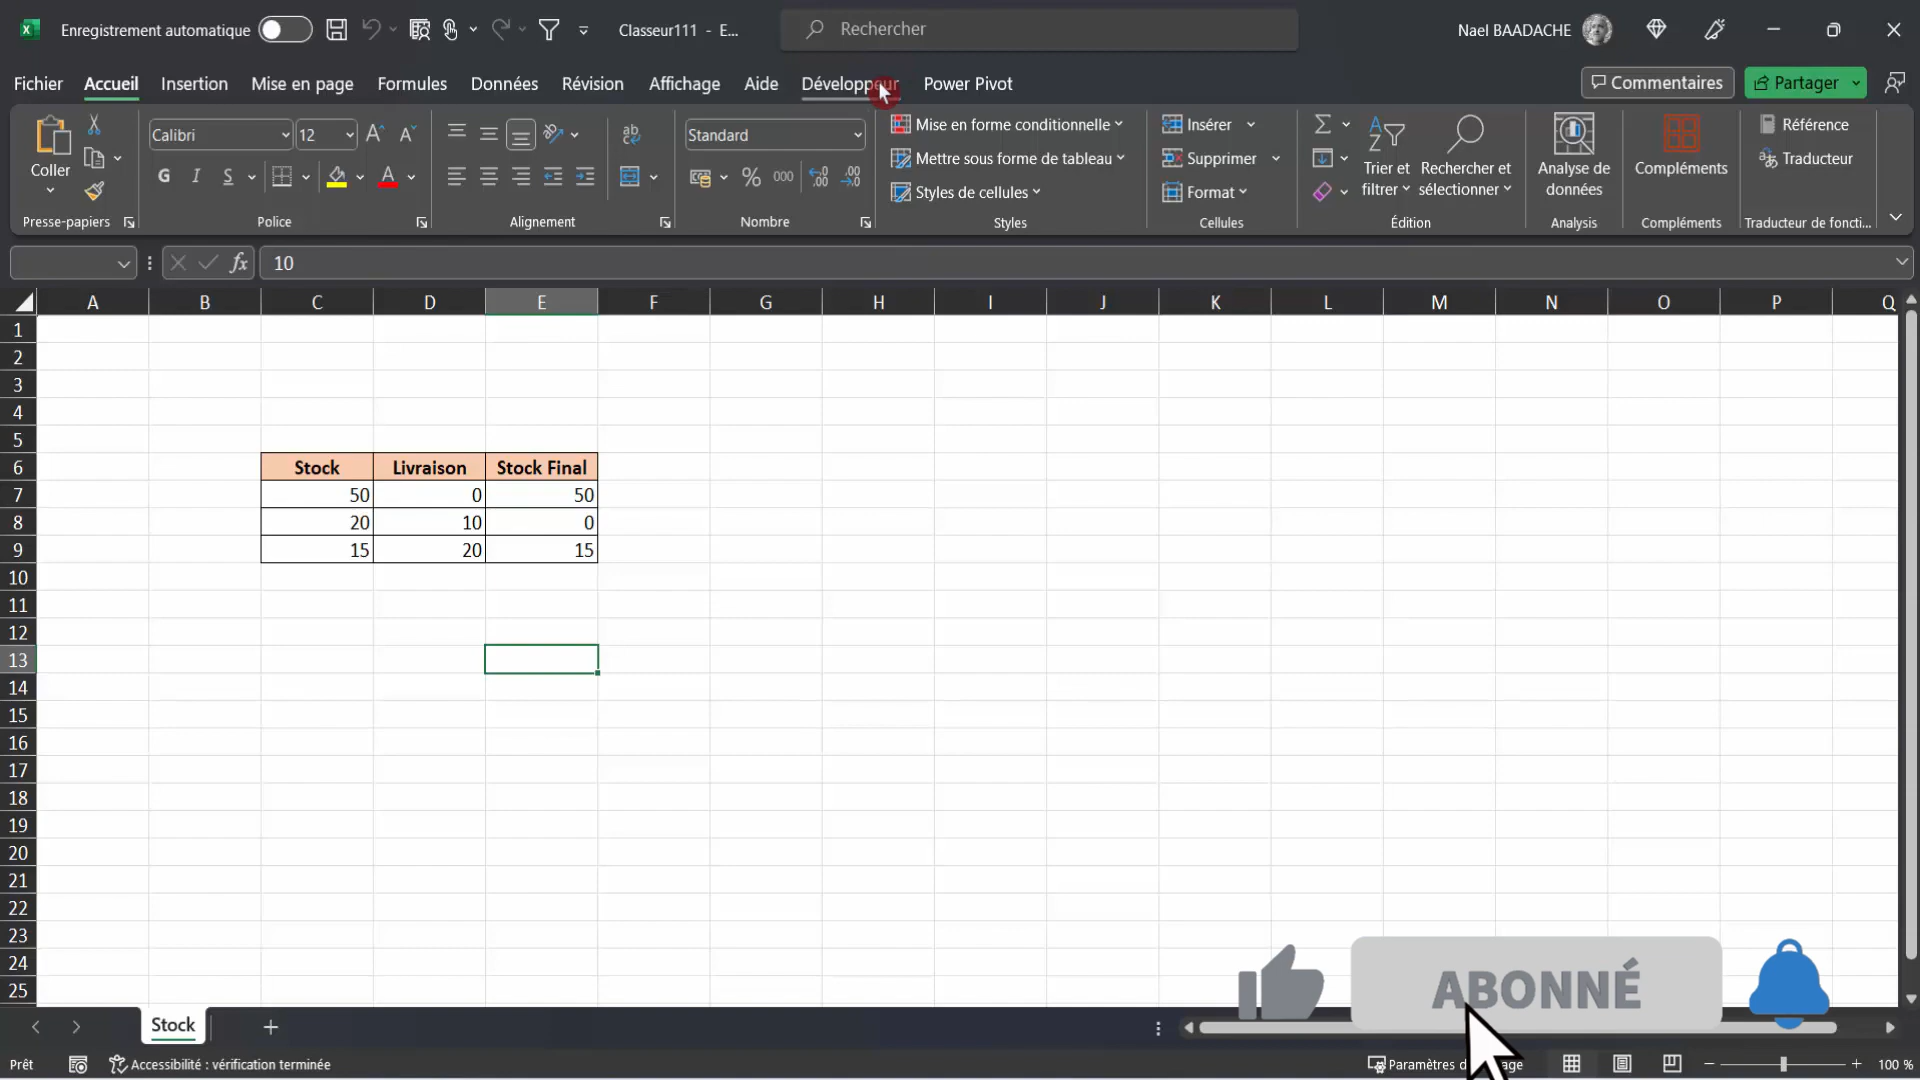 Enregistrement automatique
Classeur111 - E...
Rechercher
Nael BAADACHE
Fichier Accueil Insertion Mise en page Formules Données Révision Affichage Aide Développeur Power Pivot
Commentaires
Partager
Coller
Presse-papiers
Calibri 12
G I S
Police
ab
Alignement
Standard
% 000
Nombre
Mise en forme conditionnelle
Mettre sous forme de tableau
Styles de cellules
Styles
Insérer
Supprimer
Format
Cellules
Trier et filtrer
Rechercher et sélectionner
Édition
Analyse de données
Analysis
Compléments
Compléments
Référence
Traducteur
Traducteur de foncti...
fx 10
A B C D E F G H I J K L M N O P Q
1
2
3
4
5
6 Stock Livraison Stock Final
7 50 0 50
8 20 10 0
9 15 20 15
10
11
12
13
14
15
16
17
18
19
20
21
22
23
24
25
ABONNÉ
Stock
Prêt
Accessibilité : vérification terminée
100 %